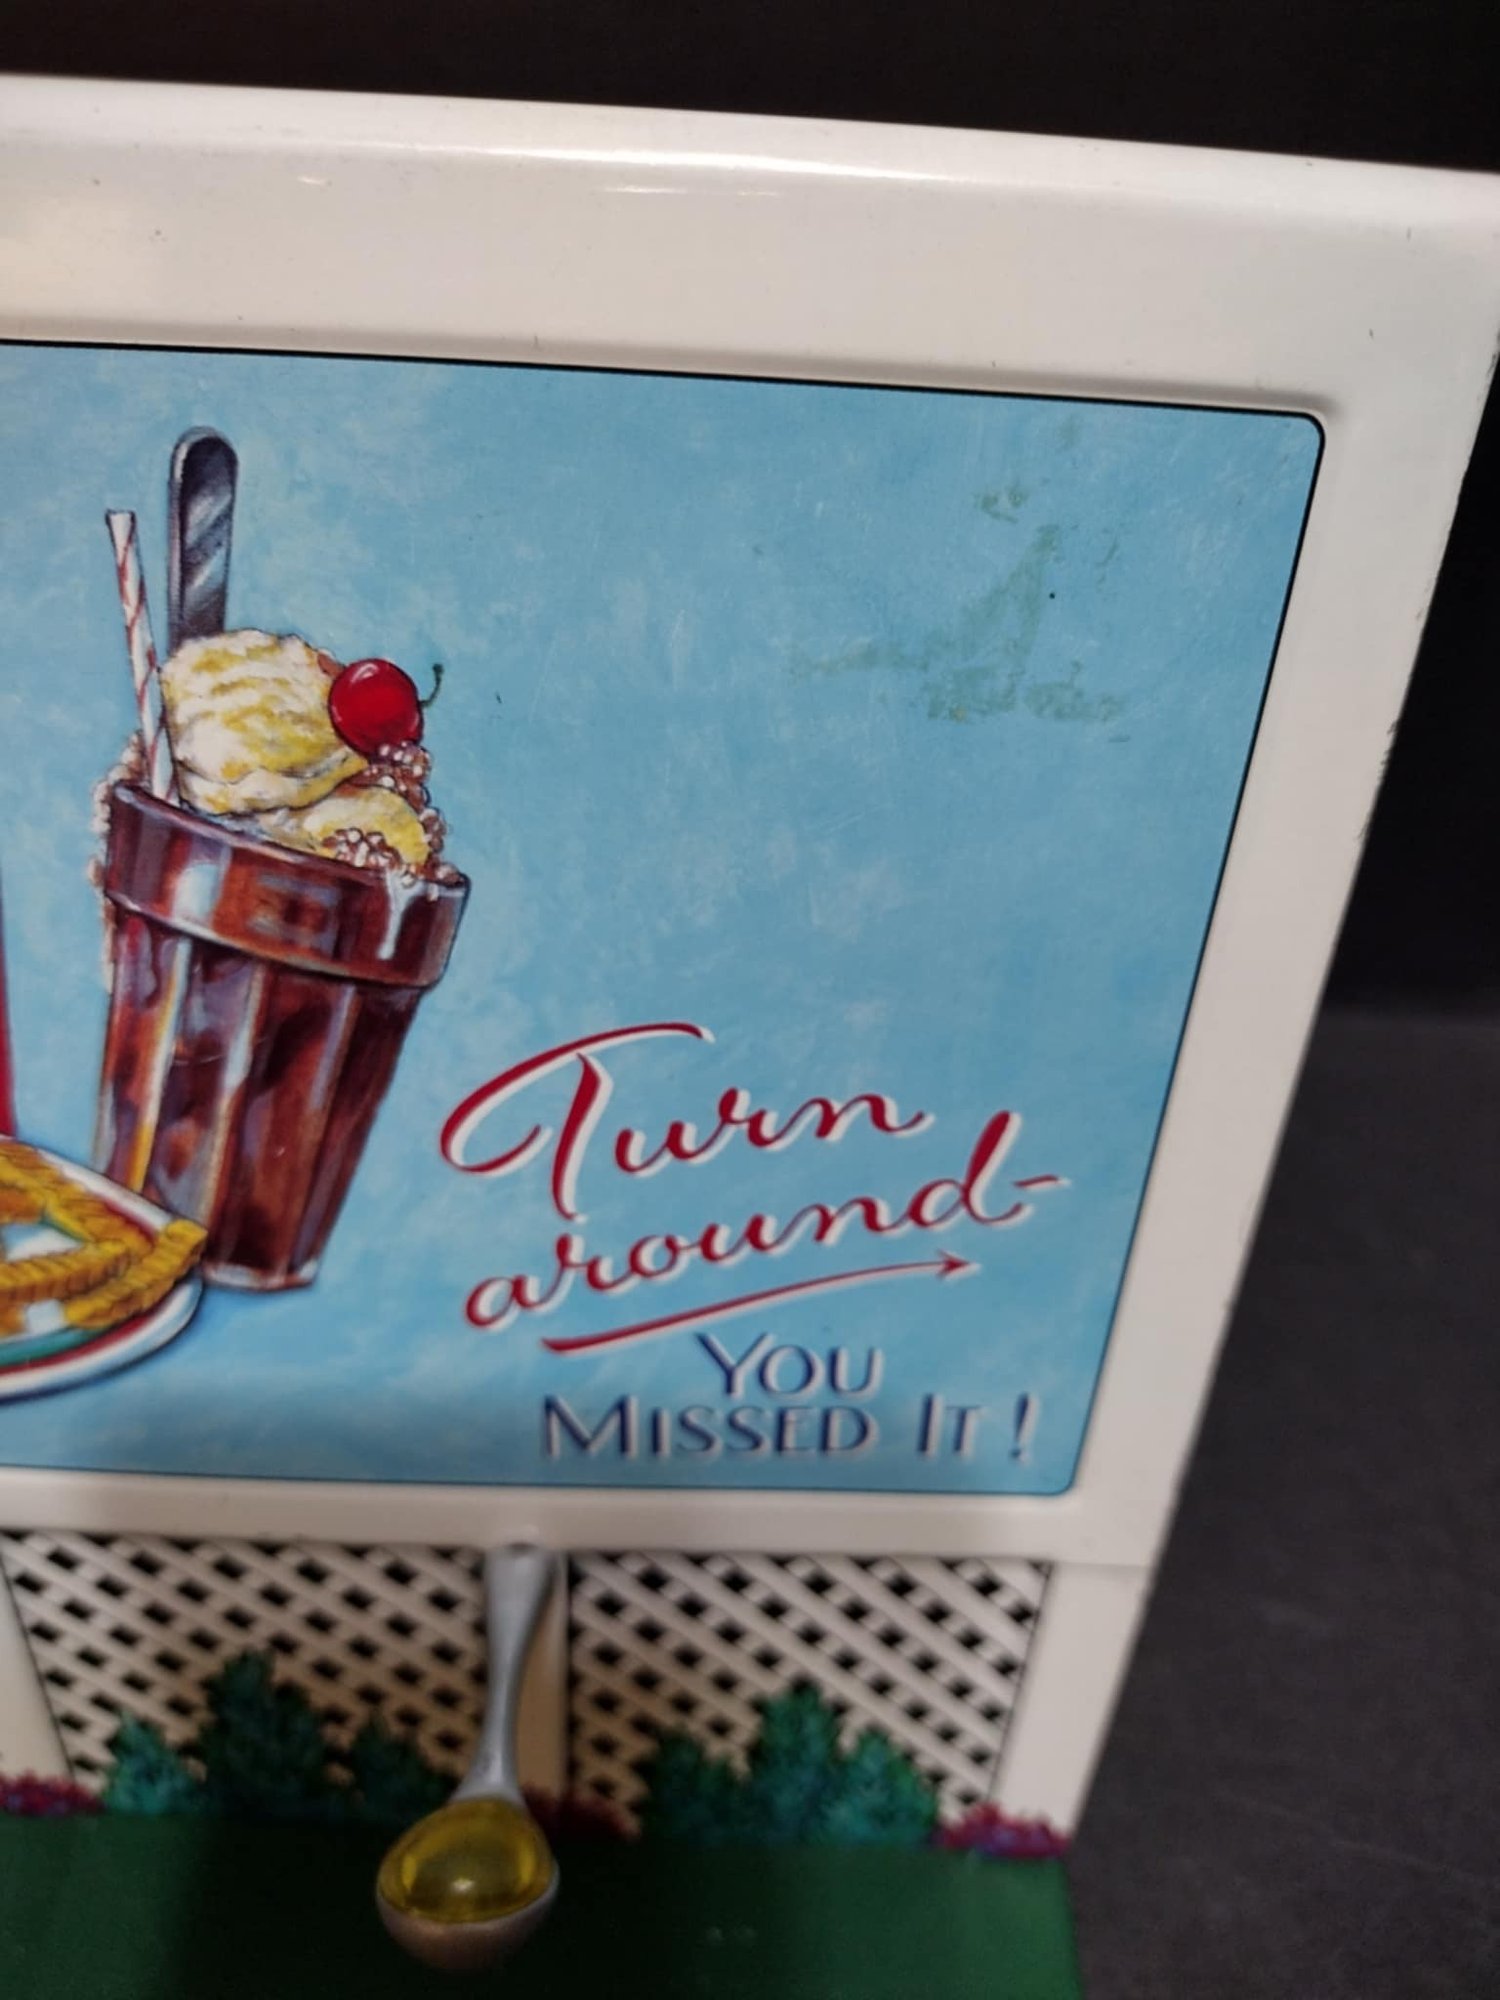 Turn
around-
YOU
MISSED IT!